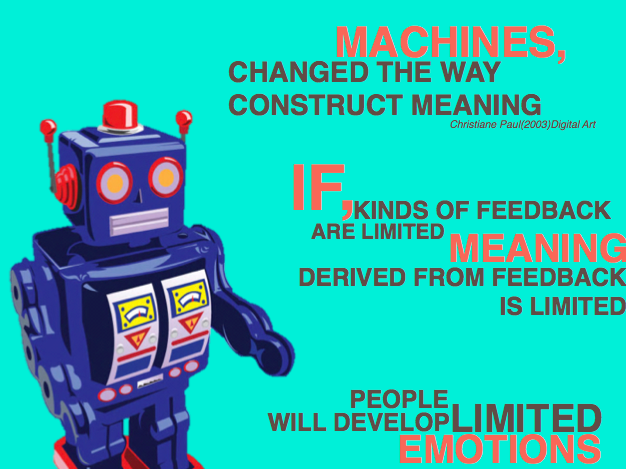 MACHINES,
CHANGED THE WAY
CONSTRUCT MEANING
Christiane Paul(2003)Digital Art
IF,KINDS OF FEEDBACK
ARE LIMITED MEANING
DERIVED FROM FEEDBACK
IS LIMITED
PEOPLE
WILL DEVELOP LIMITED
EMOTIONS